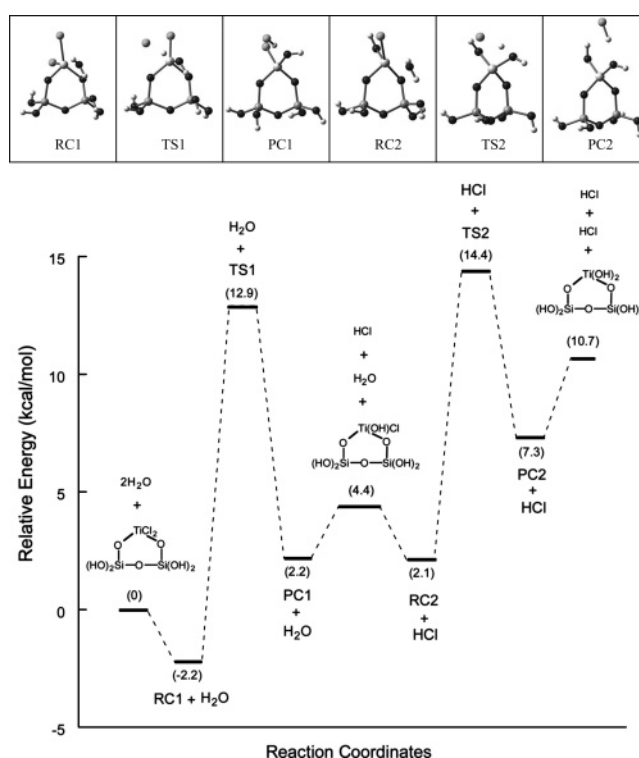 RC1 TS1 PC1 RC2 TS2 PC2
Relative Energy (kcal/mol)
15
10
5
0
-5
2H₂O
+
TiCl₂
O O
(HO)₂Si O Si(OH)₂
(0)
(-2.2)
RC1 + H₂O
H₂O
+
TS1
(12.9)
(2.2)
PC1
+
H₂O
HCl
+
H₂O
+
Ti(OH)Cl
O O
(HO)₂Si O Si(OH)₂
(4.4)
(2.1)
RC2
+
HCl
HCl
+
TS2
(14.4)
(7.3)
PC2
+
HCl
HCl
+
HCl
+
Ti(OH)₂
O O
(HO)₂Si O Si(OH)
(10.7)
Reaction Coordinates